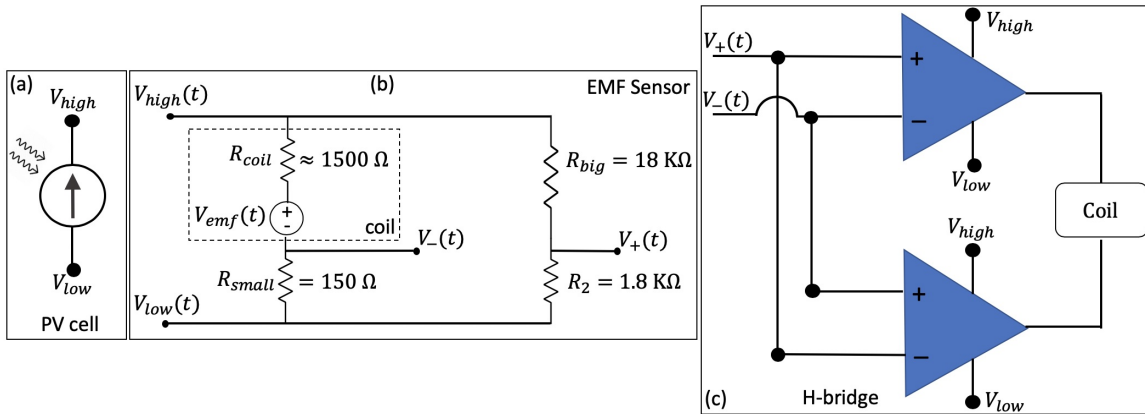 (a)
V_high
V_low
PV cell
(b)
EMF Sensor
V_high(t)
R_coil ≈ 1500 Ω
R_big = 18 KΩ
V_emf(t)
+
-
coil
V_-(t)
V_+(t)
R_small = 150 Ω
R_2 = 1.8 KΩ
V_low(t)
V_+(t)
V_-(t)
+
−
V_high
V_low
Coil
V_high
+
−
V_low
(c)
H-bridge